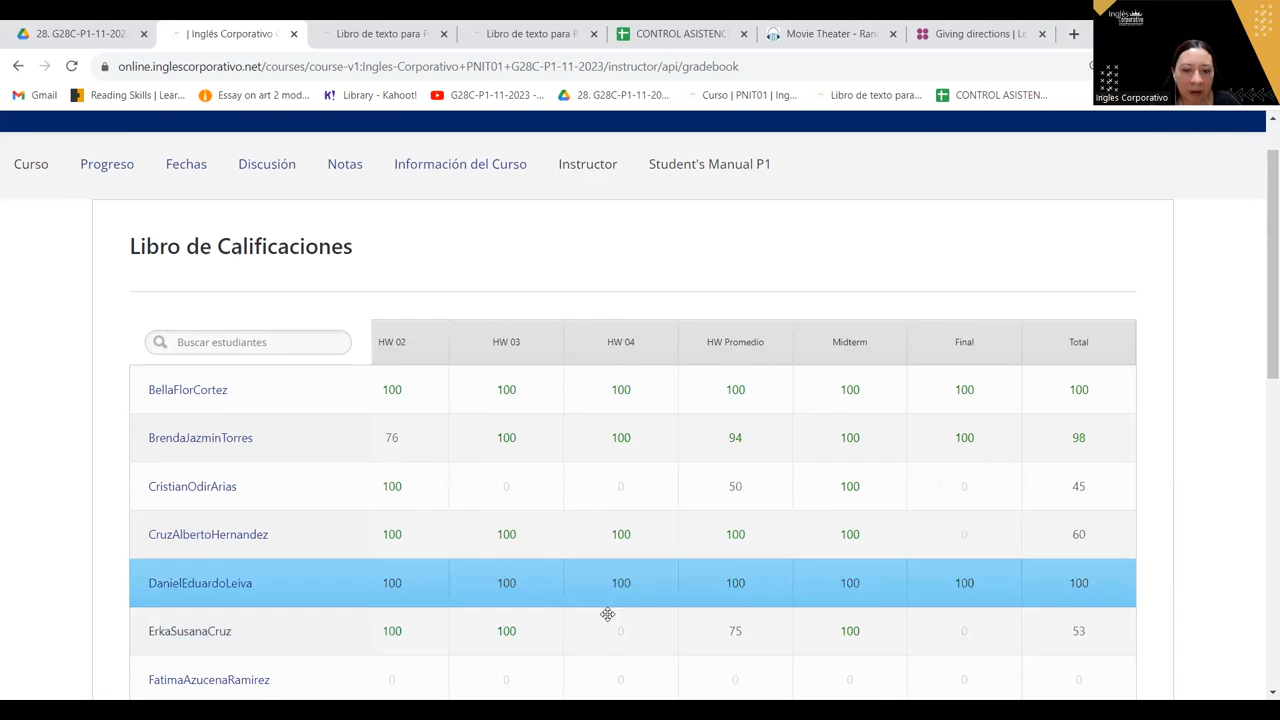 28. G28C-P1-11-202
| Inglés Corporativo
Libro de texto para P
Libro de texto para P
CONTROL ASISTENC
Movie Theater - Ran
Giving directions | Le
online.inglescorporativo.net/courses/course-v1:Ingles-Corporativo+PNIT01+G28C-P1-11-2023/instructor/api/gradebook
Gmail
Reading Skills | Lear...
Essay on art 2 mod...
Library - Kahoot!
G28C-P1-11-2023 -...
28. G28C-P1-11-20...
Curso | PNIT01 | Ing...
Libro de texto para...
CONTROL ASISTEN...
Inglés Corporativo
Ingles Corporativo
Curso Progreso Fechas Discusión Notas Información del Curso Instructor Student's Manual P1
Libro de Calificaciones
Buscar estudiantes HW 02 HW 03 HW 04 HW Promedio Midterm Final Total
BellaFlorCortez 100 100 100 100 100 100 100
BrendaJazminTorres 76 100 100 94 100 100 98
CristianOdirArias 100 0 0 50 100 0 45
CruzAlbertoHernandez 100 100 100 100 100 0 60
DanielEduardoLeiva 100 100 100 100 100 100 100
ErkaSusanaCruz 100 100 0 75 100 0 53
FatimaAzucenaRamirez 0 0 0 0 0 0 0